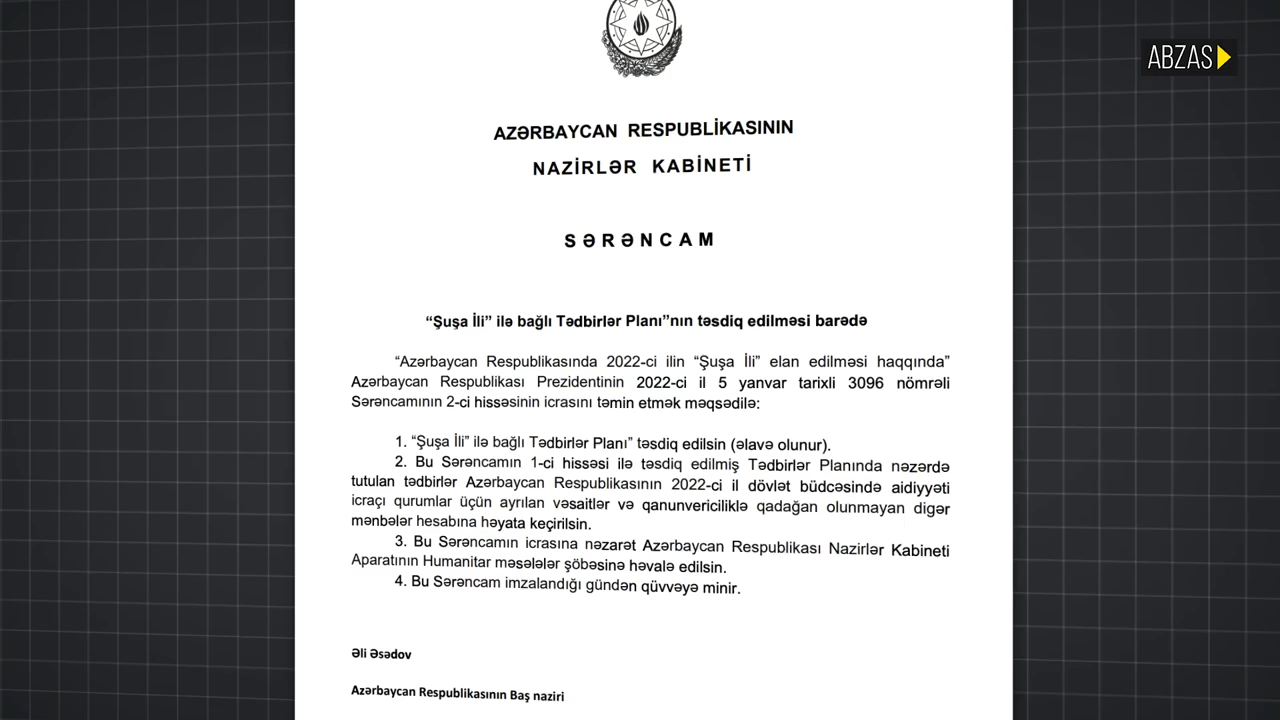 ABZAS
AZƏRBAYCAN RESPUBLİKASININ
NAZİRLƏR KABİNETİ
SƏRƏNCAM
“Şuşa İli” ilə bağlı Tədbirlər Planı”nın təsdiq edilməsi barədə
“Azərbaycan Respublikasında 2022-ci ilin “Şuşa İli” elan edilməsi haqqında”
Azərbaycan Respublikası Prezidentinin 2022-ci il 5 yanvar tarixli 3096 nömrəli
Sərəncamının 2-ci hissəsinin icrasını təmin etmək məqsədilə:
1. “Şuşa İli” ilə bağlı Tədbirlər Planı” təsdiq edilsin (əlavə olunur).
2. Bu Sərəncamın 1-ci hissəsi ilə təsdiq edilmiş Tədbirlər Planında nəzərdə
tutulan tədbirlər Azərbaycan Respublikasının 2022-ci il dövlət büdcəsində aidiyyəti
icraçı qurumlar üçün ayrılan vəsaitlər və qanunvericiliklə qadağan olunmayan digər
mənbələr hesabına həyata keçirilsin.
3. Bu Sərəncamın icrasına nəzarət Azərbaycan Respublikası Nazirlər Kabineti
Aparatının Humanitar məsələlər şöbəsinə həvalə edilsin.
4. Bu Sərəncam imzalandığı gündən qüvvəyə minir.
Əli Əsədov
Azərbaycan Respublikasının Baş naziri